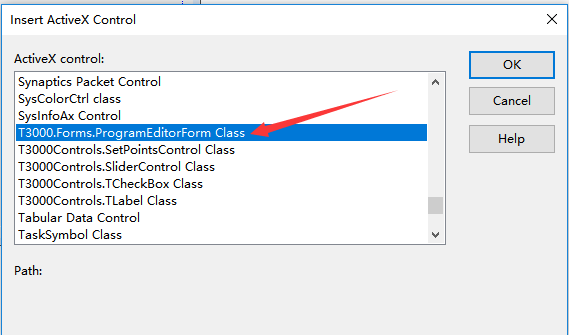 Insert ActiveX Control
ActiveX control:
Synaptics Packet Control
SysColorCtrl class
SysInfoAx Control
T3000.Forms.ProgramEditorForm Class
T3000Controls.SetPointsControl Class
T3000Controls.SliderControl Class
T3000Controls.TCheckBox Class
T3000Controls.TLabel Class
Tabular Data Control
TaskSymbol Class
OK
Cancel
Help
Path: